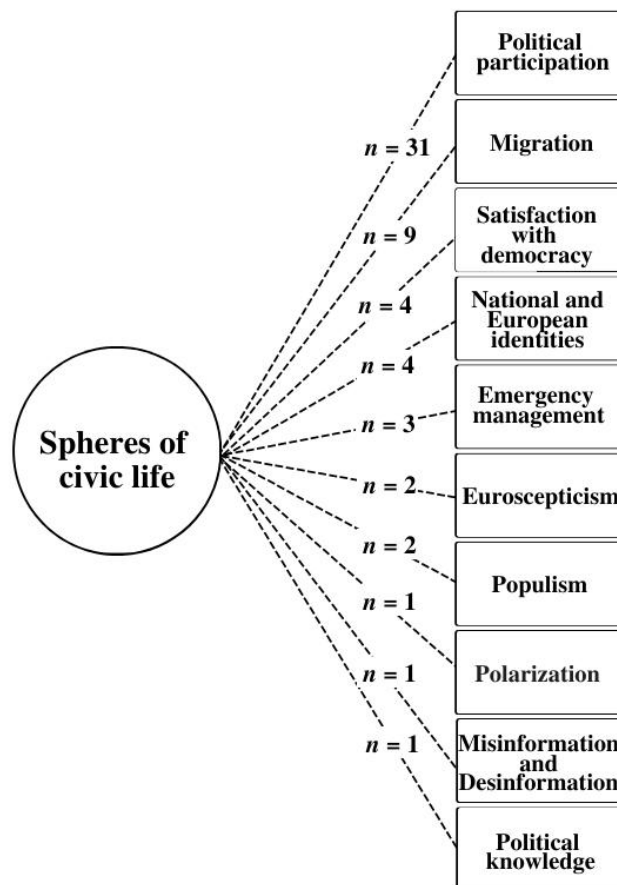 Political
participation
n = 31
Migration
n = 9
Satisfaction
with
democracy
n = 4
National and
European
identities
n = 4
Emergency
management
n = 3
Spheres of
civic life
Euroscepticism
n = 2
Populism
n = 2
Polarization
n = 1
Misinformation
and
Desinformation
n = 1
Political
knowledge
n = 1